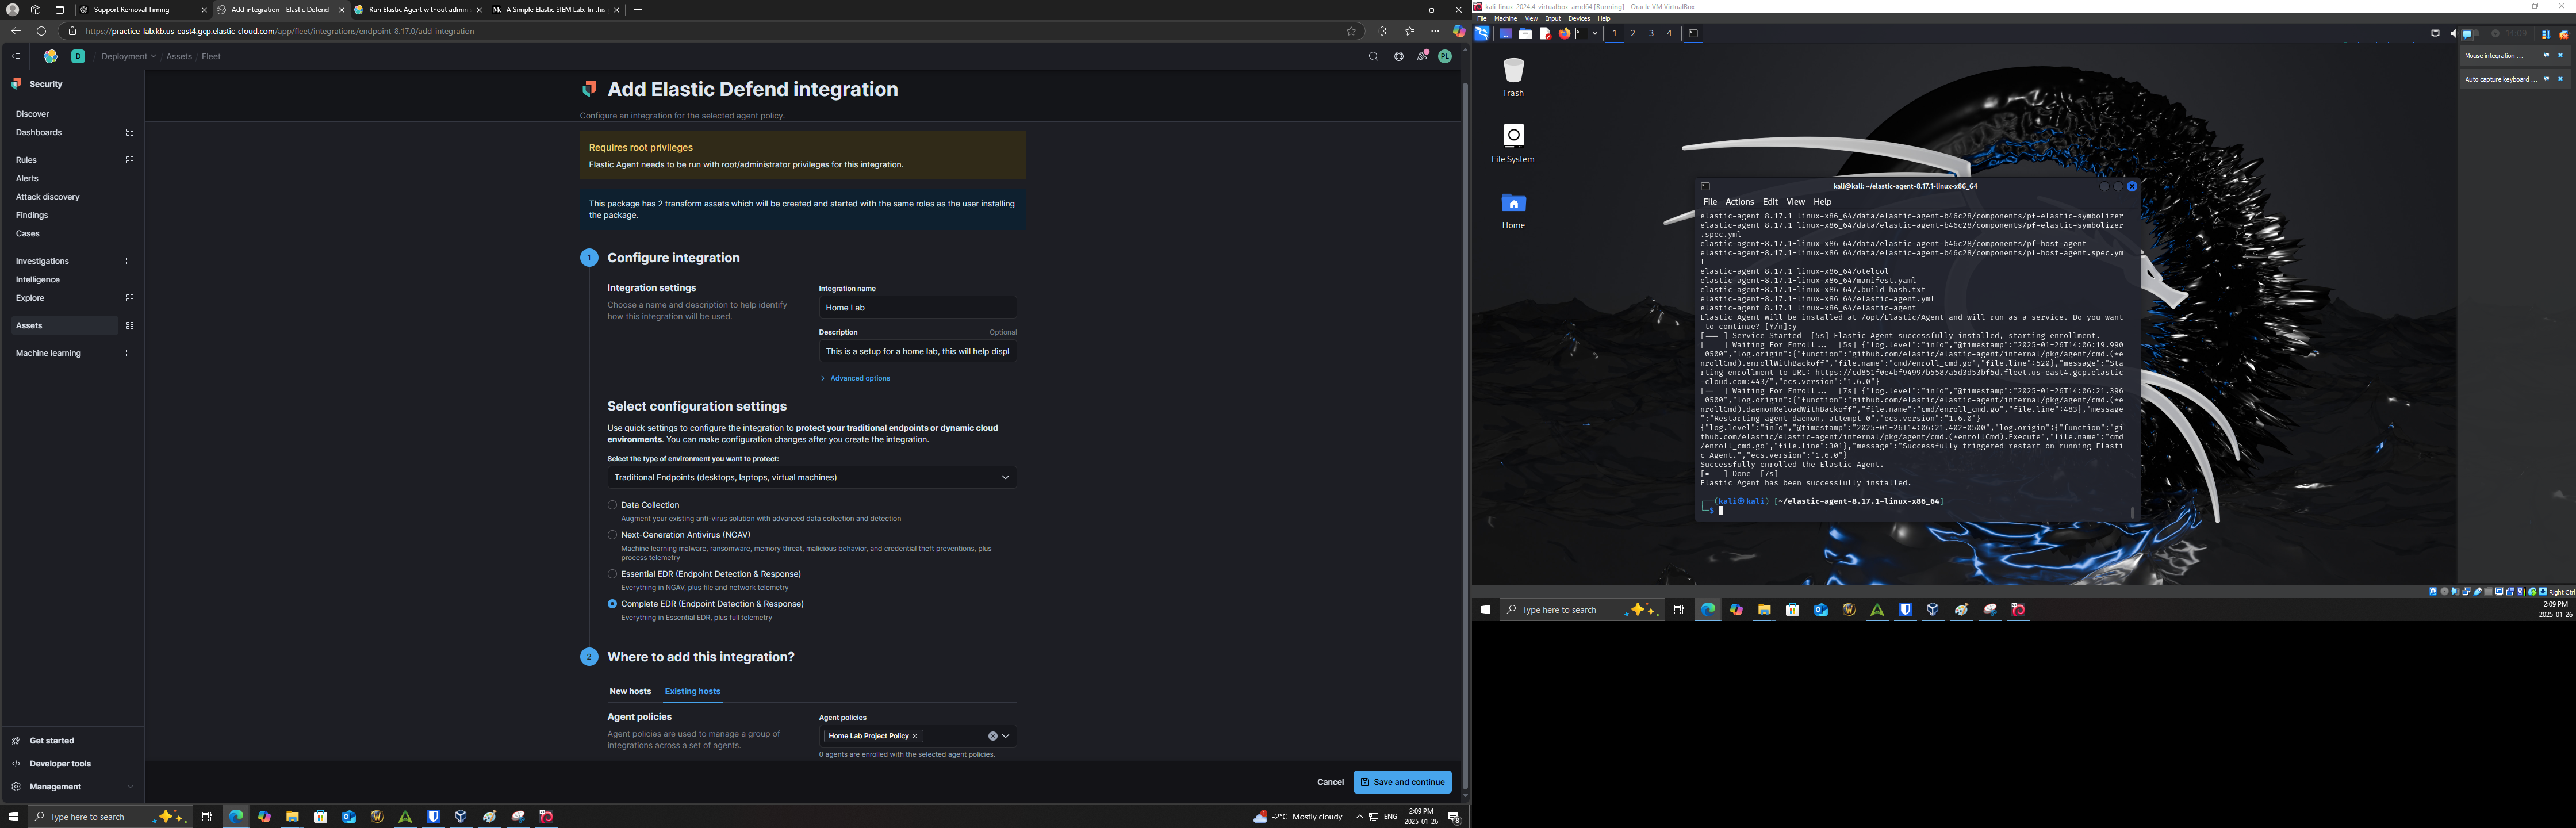 Support Removal Timing
Add integration - Elastic Defend
Run Elastic Agent without admini
A Simple Elastic SIEM Lab. In this
https://practice-lab.kb.us-east4.gcp.elastic-cloud.com/app/fleet/integrations/endpoint-8.17.0/add-integration
D
Deployment
Assets
Fleet
PL
Security
Discover
Dashboards
Rules
Alerts
Attack discovery
Findings
Cases
Investigations
Intelligence
Explore
Assets
Machine learning
Get started
Developer tools
Management
Add Elastic Defend integration
Configure an integration for the selected agent policy.
Requires root privileges
Elastic Agent needs to be run with root/administrator privileges for this integration.
This package has 2 transform assets which will be created and started with the same roles as the user installing
the package.
1 Configure integration
Integration settings
Choose a name and description to help identify
how this integration will be used.
Integration name
Home Lab
Description Optional
This is a setup for a home lab, this will help displ
Advanced options
Select configuration settings
Use quick settings to configure the integration to protect your traditional endpoints or dynamic cloud
environments. You can make configuration changes after you create the integration.
Select the type of environment you want to protect:
Traditional Endpoints (desktops, laptops, virtual machines)
Data Collection
Augment your existing anti-virus solution with advanced data collection and detection
Next-Generation Antivirus (NGAV)
Machine learning malware, ransomware, memory threat, malicious behavior, and credential theft preventions, plus
process telemetry
Essential EDR (Endpoint Detection & Response)
Everything in NGAV, plus file and network telemetry
Complete EDR (Endpoint Detection & Response)
Everything in Essential EDR, plus full telemetry
2 Where to add this integration?
New hosts Existing hosts
Agent policies
Agent policies are used to manage a group of
integrations across a set of agents.
Agent policies
Home Lab Project Policy
0 agents are enrolled with the selected agent policies.
Cancel
Save and continue
Type here to search
-2°C Mostly cloudy
ENG
2:09 PM
2025-01-26
kali-linux-2024.4-virtualbox-amd64 [Running] - Oracle VM VirtualBox
File Machine View Input Devices Help
1 2 3 4
14:09
Mouse integration ...
Auto capture keyboard ...
Trash
File System
Home
kali@kali: ~/elastic-agent-8.17.1-linux-x86_64
File Actions Edit View Help
elastic-agent-8.17.1-linux-x86_64/data/elastic-agent-b46c28/components/pf-elastic-symbolizer
elastic-agent-8.17.1-linux-x86_64/data/elastic-agent-b46c28/components/pf-elastic-symbolizer
.spec.yml
elastic-agent-8.17.1-linux-x86_64/data/elastic-agent-b46c28/components/pf-host-agent
elastic-agent-8.17.1-linux-x86_64/data/elastic-agent-b46c28/components/pf-host-agent.spec.ym
l
elastic-agent-8.17.1-linux-x86_64/otelcol
elastic-agent-8.17.1-linux-x86_64/manifest.yaml
elastic-agent-8.17.1-linux-x86_64/.build_hash.txt
elastic-agent-8.17.1-linux-x86_64/elastic-agent.yml
elastic-agent-8.17.1-linux-x86_64/elastic-agent
Elastic Agent will be installed at /opt/Elastic/Agent and will run as a service. Do you want
to continue? [Y/n]:y
[=== ] Service Started [5s] Elastic Agent successfully installed, starting enrollment.
[ ] Waiting For Enroll... [5s] {"log.level":"info","@timestamp":"2025-01-26T14:06:19.990
-0500","log.origin":{"function":"github.com/elastic/elastic-agent/internal/pkg/agent/cmd.(*e
nrollCmd).enrollWithBackoff","file.name":"cmd/enroll_cmd.go","file.line":520},"message":"Sta
rting enrollment to URL: https://cd851f0e4bf94997b5587a5d3d53bf5d.fleet.us-east4.gcp.elastic
-cloud.com:443/","ecs.version":"1.6.0"}
[== ] Waiting For Enroll... [7s] {"log.level":"info","@timestamp":"2025-01-26T14:06:21.396
-0500","log.origin":{"function":"github.com/elastic/elastic-agent/internal/pkg/agent/cmd.(*e
nrollCmd).daemonReloadWithBackoff","file.name":"cmd/enroll_cmd.go","file.line":483},"message
":"Restarting agent daemon, attempt 0","ecs.version":"1.6.0"}
{"log.level":"info","@timestamp":"2025-01-26T14:06:21.402-0500","log.origin":{"function":"gi
thub.com/elastic/elastic-agent/internal/pkg/agent/cmd.(*enrollCmd).Execute","file.name":"cmd
/enroll_cmd.go","file.line":301},"message":"Successfully triggered restart on running Elasti
c Agent.","ecs.version":"1.6.0"}
Successfully enrolled the Elastic Agent.
[= ] Done [7s]
Elastic Agent has been successfully installed.
(kali㉿kali)-[~/elastic-agent-8.17.1-linux-x86_64]
$
Right Ctrl
Type here to search
2:09 PM
2025-01-26